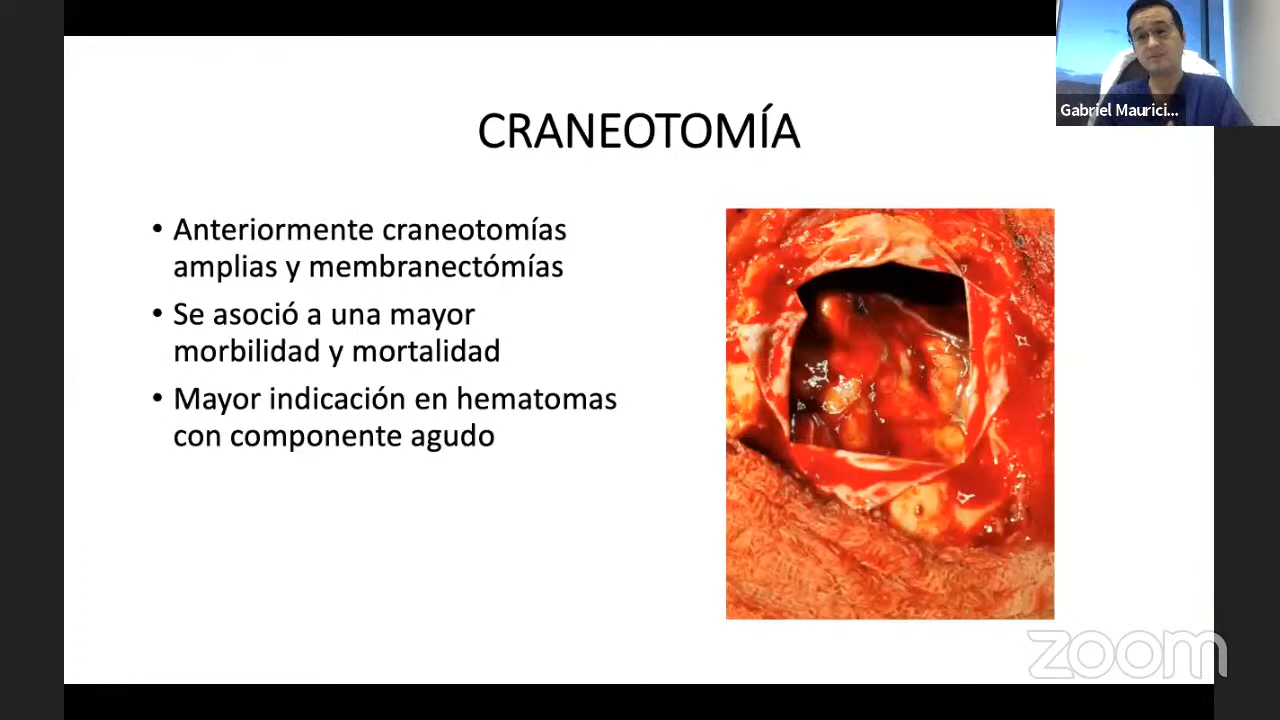 Gabriel Maurici...
CRANEOTOMÍA
• Anteriormente craneotomías
amplias y membranectómías
• Se asoció a una mayor
morbilidad y mortalidad
• Mayor indicación en hematomas
con componente agudo
zoom